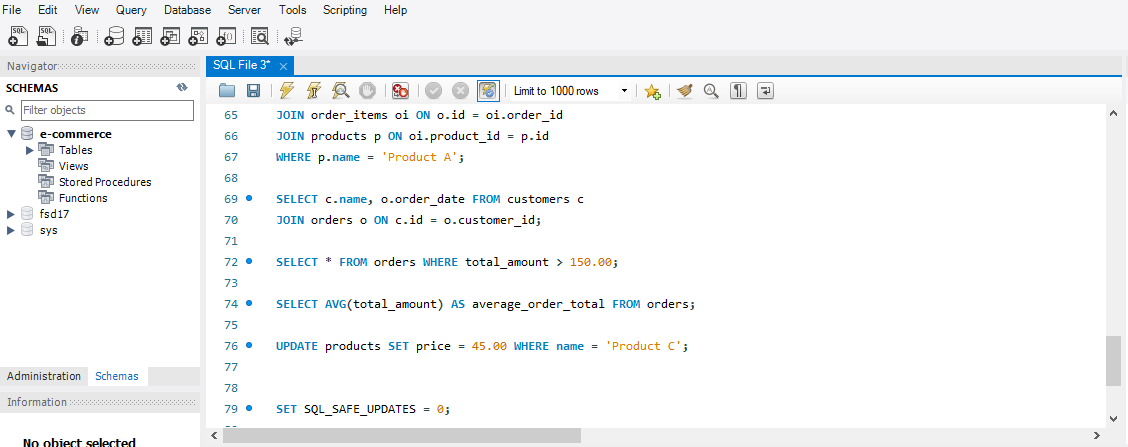 File Edit View Query Database Server Tools Scripting Help
Navigator
SCHEMAS
Filter objects
e-commerce
Tables
Views
Stored Procedures
Functions
fsd17
sys
Administration Schemas
Information
No object selected
SQL File 3* ×
Limit to 1000 rows
65 JOIN order_items oi ON o.id = oi.order_id
66 JOIN products p ON oi.product_id = p.id
67 WHERE p.name = 'Product A';
68
69 SELECT c.name, o.order_date FROM customers c
70 JOIN orders o ON c.id = o.customer_id;
71
72 SELECT * FROM orders WHERE total_amount > 150.00;
73
74 SELECT AVG(total_amount) AS average_order_total FROM orders;
75
76 UPDATE products SET price = 45.00 WHERE name = 'Product C';
77
78
79 SET SQL_SAFE_UPDATES = 0;